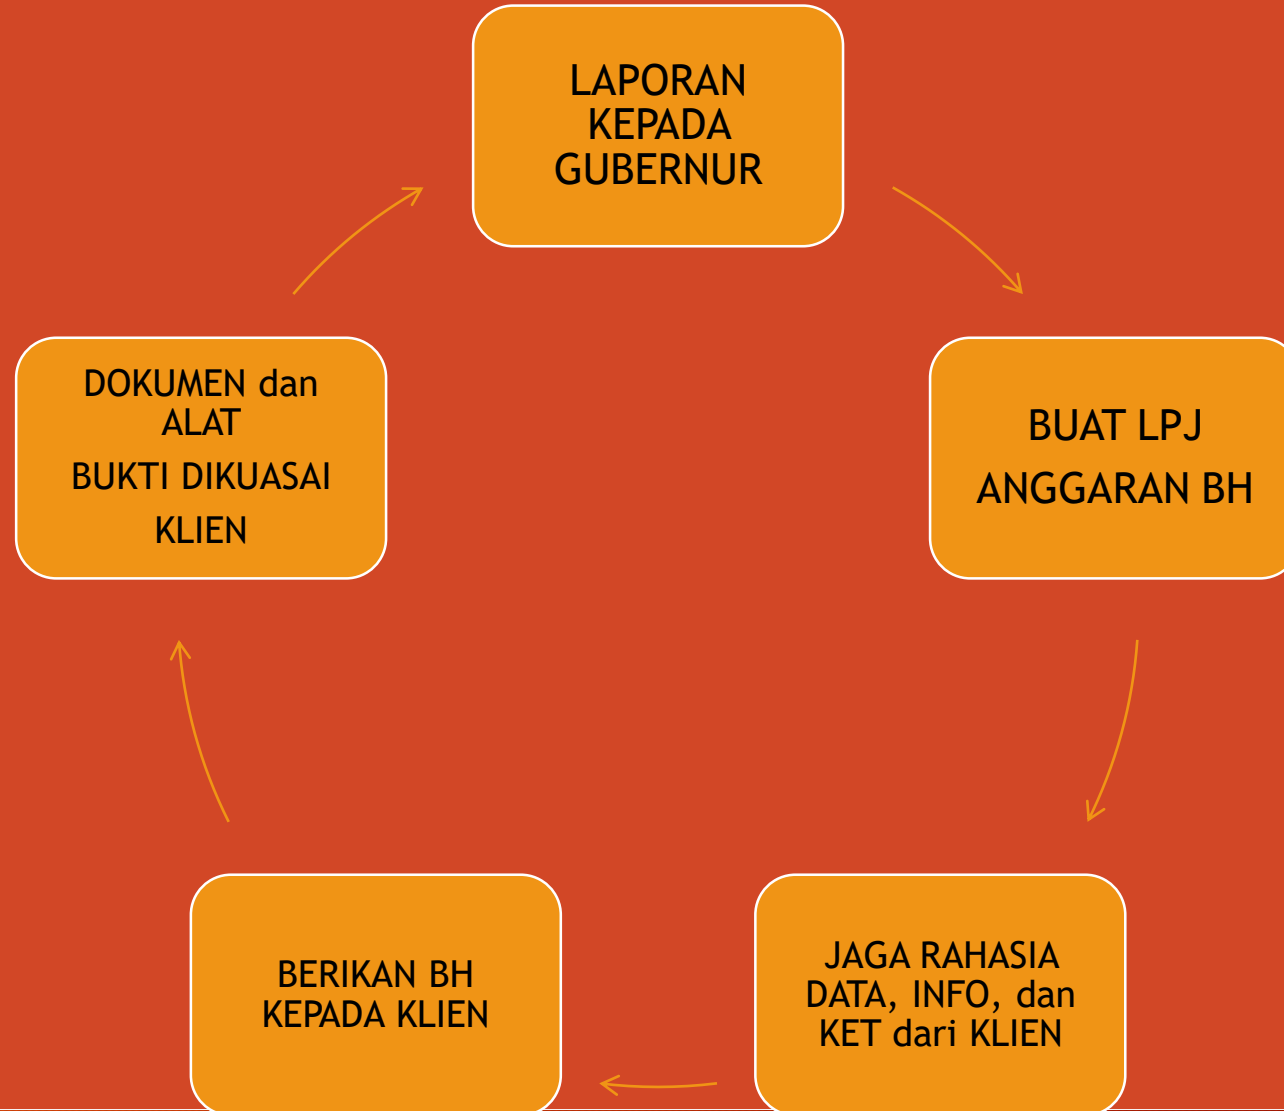 LAPORAN
KEPADA
GUBERNUR
BUAT LPJ
ANGGARAN BH
JAGA RAHASIA
DATA, INFO, dan
KET dari KLIEN
BERIKAN BH
KEPADA KLIEN
DOKUMEN dan
ALAT
BUKTI DIKUASAI
KLIEN